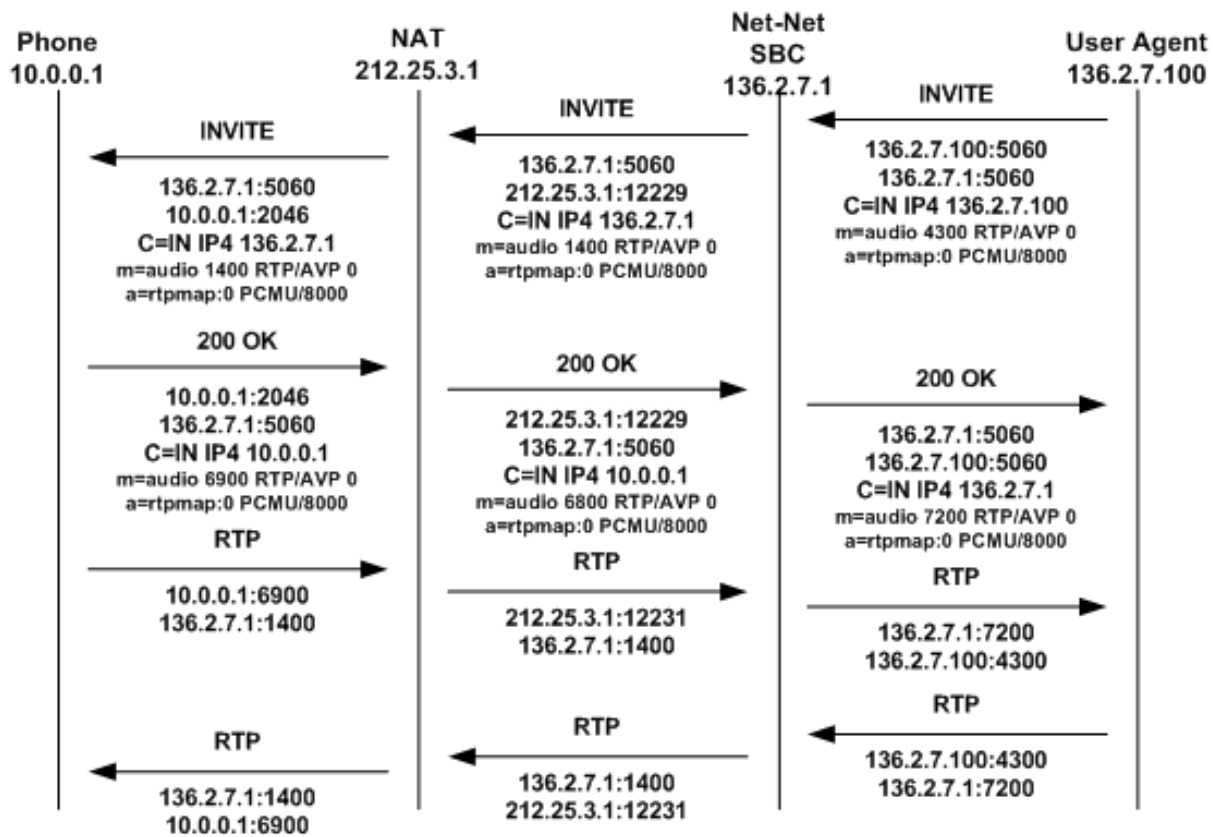 Phone
10.0.0.1
NAT
212.25.3.1
Net-Net
SBC
136.2.7.1
User Agent
136.2.7.100
INVITE
136.2.7.100:5060
136.2.7.1:5060
C=IN IP4 136.2.7.100
m=audio 4300 RTP/AVP 0
a=rtpmap:0 PCMU/8000
INVITE
136.2.7.1:5060
212.25.3.1:12229
C=IN IP4 136.2.7.1
m=audio 1400 RTP/AVP 0
a=rtpmap:0 PCMU/8000
INVITE
136.2.7.1:5060
10.0.0.1:2046
C=IN IP4 136.2.7.1
m=audio 1400 RTP/AVP 0
a=rtpmap:0 PCMU/8000
200 OK
10.0.0.1:2046
136.2.7.1:5060
C=IN IP4 10.0.0.1
m=audio 6900 RTP/AVP 0
a=rtpmap:0 PCMU/8000
200 OK
212.25.3.1:12229
136.2.7.1:5060
C=IN IP4 10.0.0.1
m=audio 6800 RTP/AVP 0
a=rtpmap:0 PCMU/8000
200 OK
136.2.7.1:5060
136.2.7.100:5060
C=IN IP4 136.2.7.1
m=audio 7200 RTP/AVP 0
a=rtpmap:0 PCMU/8000
RTP
10.0.0.1:6900
136.2.7.1:1400
RTP
212.25.3.1:12231
136.2.7.1:1400
RTP
136.2.7.1:7200
136.2.7.100:4300
RTP
136.2.7.100:4300
136.2.7.1:7200
RTP
136.2.7.1:1400
212.25.3.1:12231
RTP
136.2.7.1:1400
10.0.0.1:6900